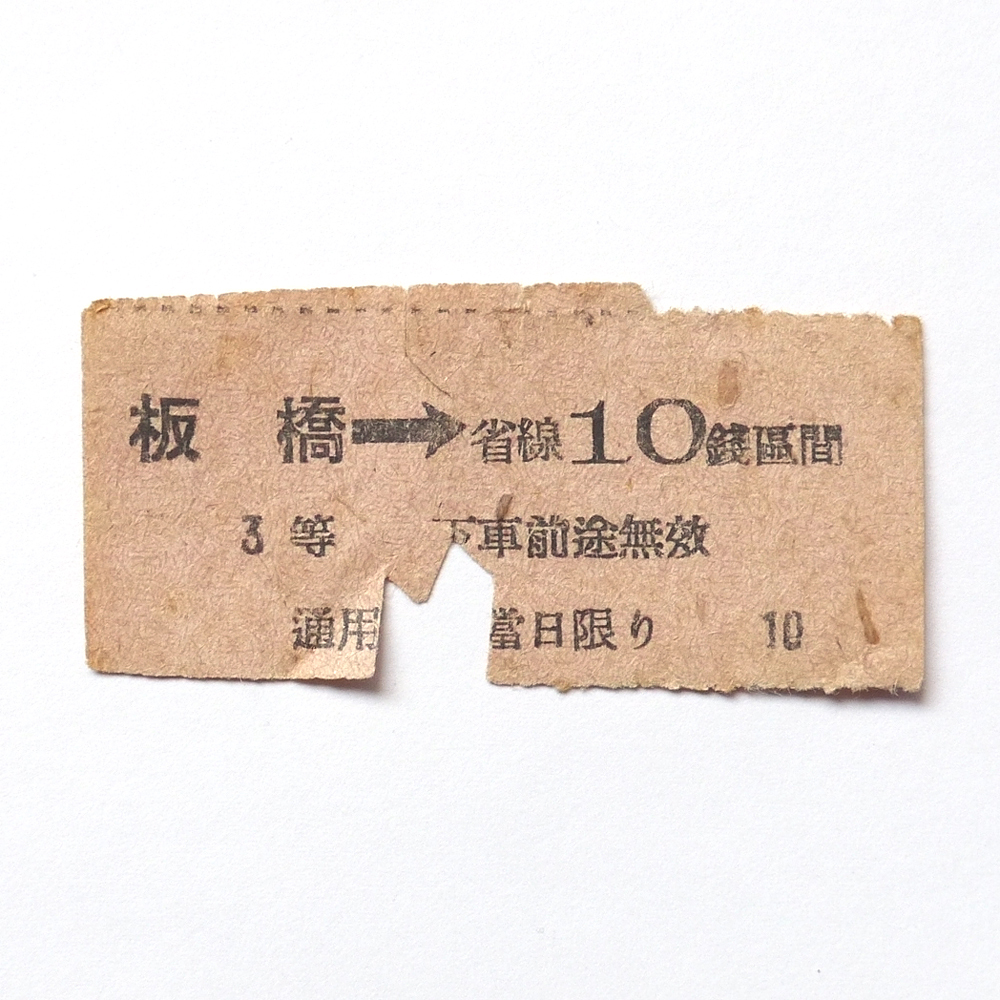 板橋→省線10錢區間
3等 下車前途無效
通用 當日限り 10